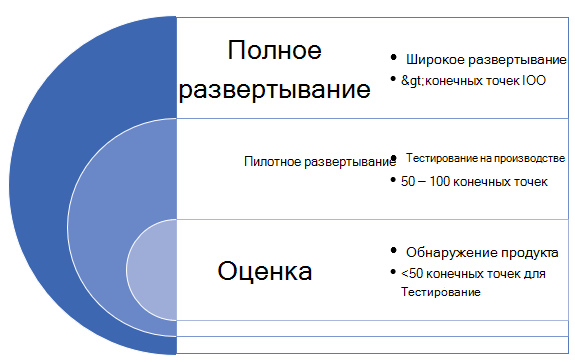 Полное
развертывание
• Широкое развертывание
• &gt;конечных точек IOO
Пилотное развертывание
• Тестирование на производстве
• 50 – 100 конечных точек
Оценка
• Обнаружение продукта
• <50 конечных точек для
Тестирование